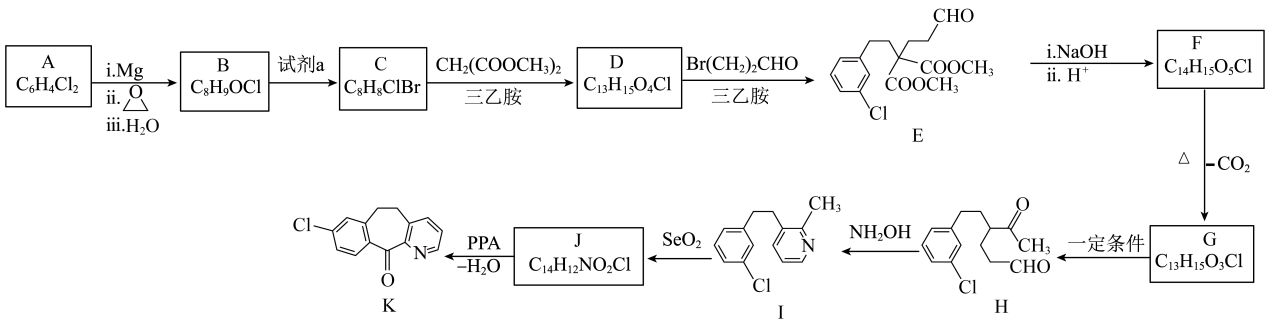 A
C₆H₄Cl₂
i.Mg
ii.
O
iii.H₂O
B
C₈H₉OCl
试剂a
C
C₈H₈ClBr
CH₂(COOCH₃)₂
三乙胺
D
C₁₃H₁₅O₄Cl
Br(CH₂)₂CHO
三乙胺
CHO
COOCH₃
COOCH₃
Cl
E
i.NaOH
ii. H⁺
F
C₁₄H₁₅O₅Cl
△
-CO₂
G
C₁₃H₁₅O₃Cl
一定条件
O
CH₃
CHO
Cl
H
NH₂OH
CH₃
N
Cl
I
SeO₂
J
C₁₄H₁₂NO₂Cl
PPA
−H₂O
Cl
N
O
K